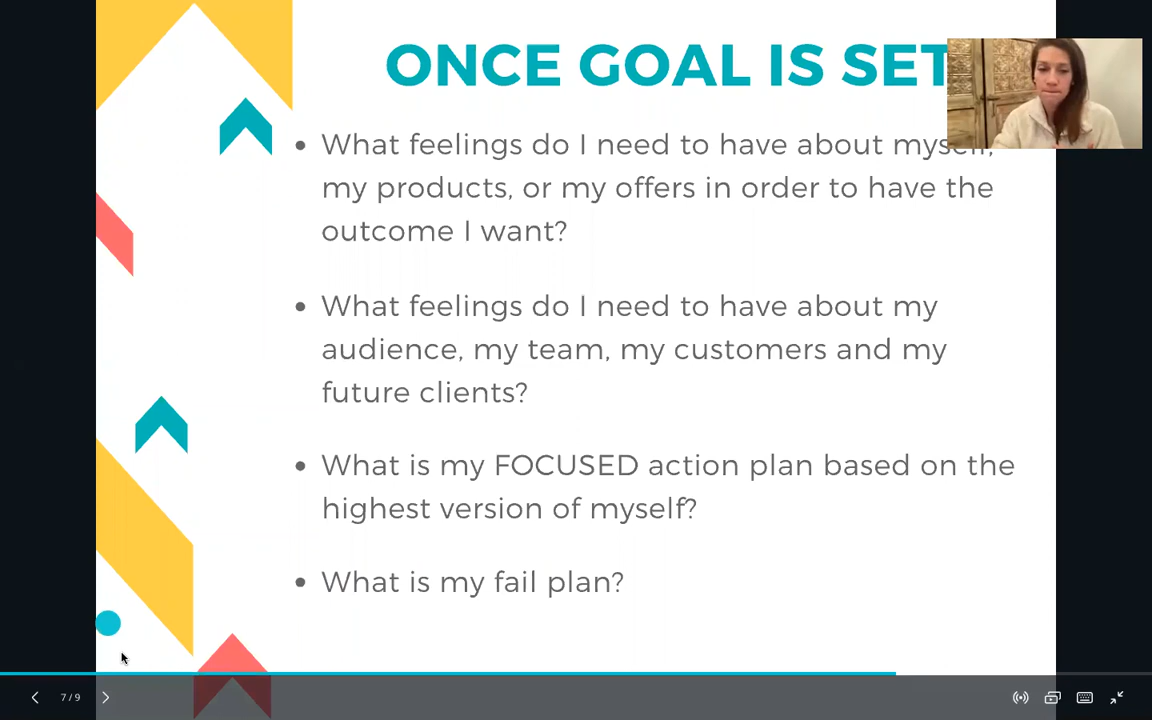 ONCE GOAL IS SET
• What feelings do I need to have about myself,
my products, or my offers in order to have the
outcome I want?
• What feelings do I need to have about my
audience, my team, my customers and my
future clients?
• What is my FOCUSED action plan based on the
highest version of myself?
• What is my fail plan?
7 / 9